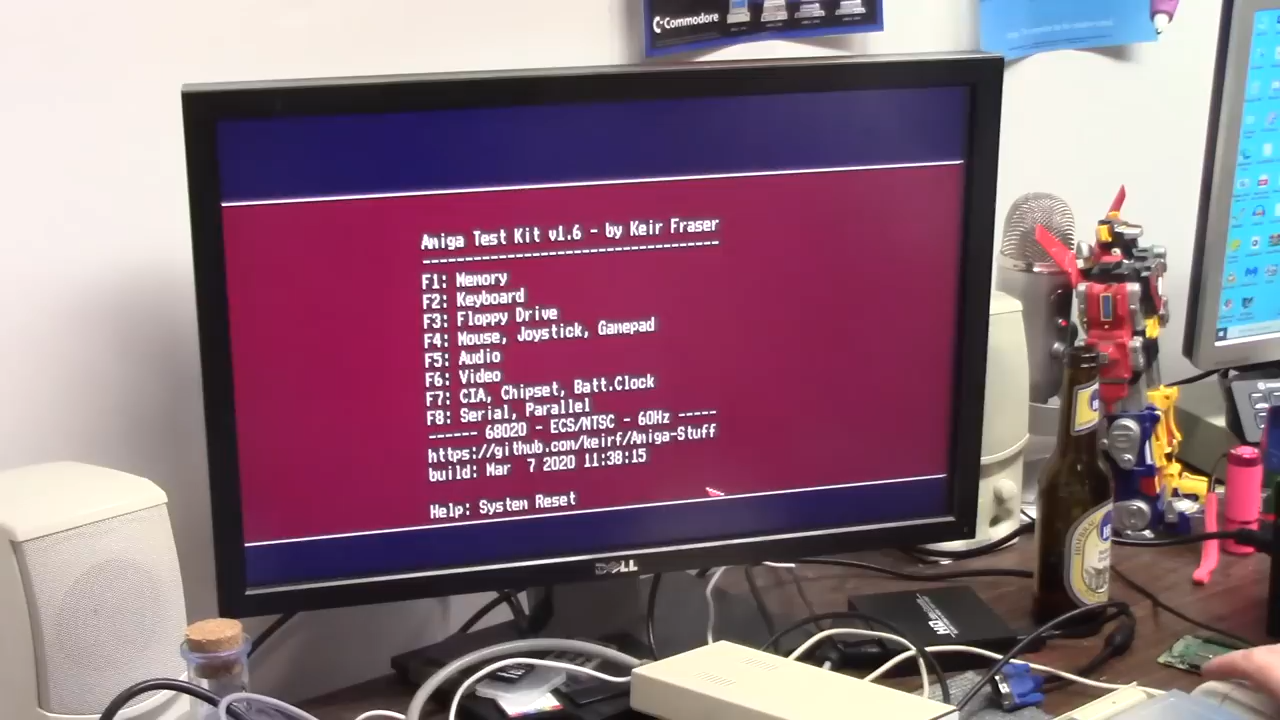 Commodore
Amiga Test Kit v1.6 - by Keir Fraser
------------------------------------
F1: Memory
F2: Keyboard
F3: Floppy Drive
F4: Mouse, Joystick, Gamepad
F5: Audio
F6: Video
F7: CIA, Chipset, Batt.Clock
F8: Serial, Parallel
------ 68020 - ECS/NTSC - 60Hz -----
https://github.com/keirf/Amiga-Stuff
build: Mar  7 2020 11:38:15
Help: System Reset
DELL